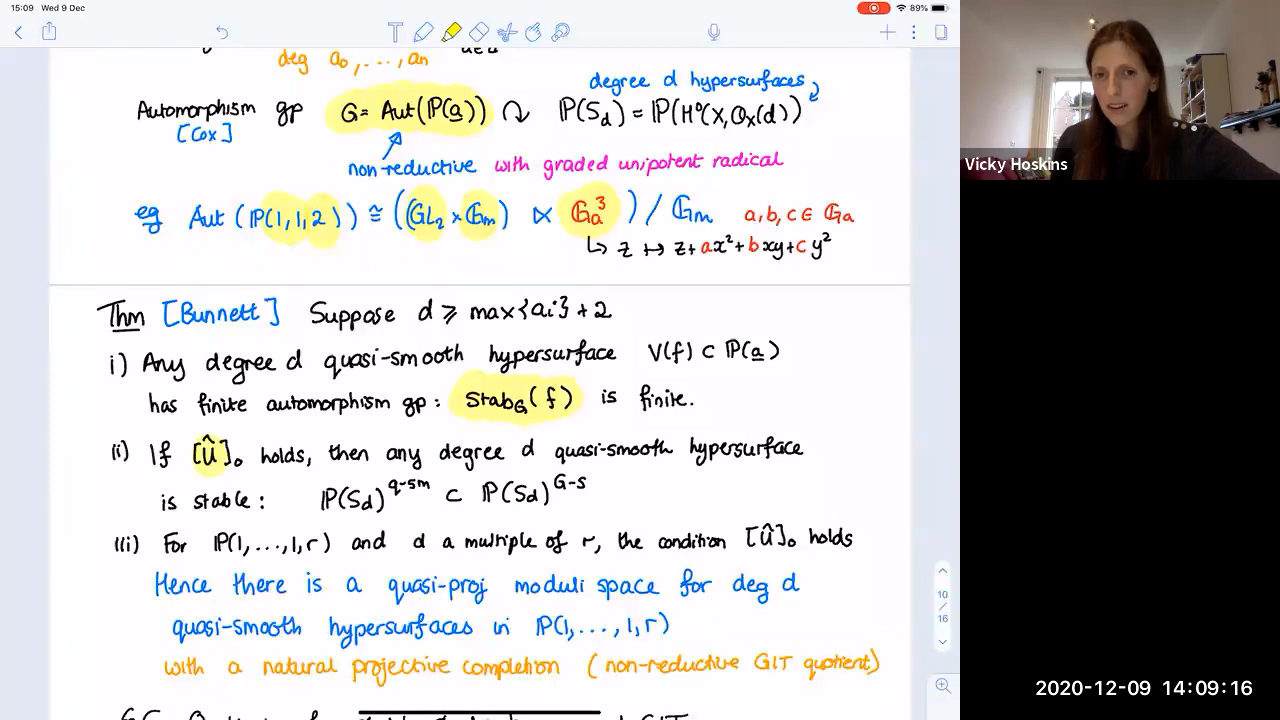 15:09 Wed 9 Dec
89%
deg a₀,...,aₙ
Automorphism gp G = Aut(ℙ(a)) ↷ ℙ(S_d) = ℙ(H⁰(X, O_X(d)))
degree d hypersurfaces
[Cox]
non-reductive with graded unipotent radical
eg Aut(ℙ(1,1,2)) ≅ ((GL₂ × 𝔾m) ⋉ 𝔾a³) / 𝔾m a,b,c ∈ 𝔾a
↳ z ↦ z + ax² + bxy + cy²
Thm [Bunnett] Suppose d ⩾ max{ai} + 2
i) Any degree d quasi-smooth hypersurface V(f) ⊂ ℙ(a)
has finite automorphism gp : Stab_G(f) is finite.
ii) If [Û]₀ holds, then any degree d quasi-smooth hypersurface
is stable : ℙ(S_d)^{q-sm} ⊂ ℙ(S_d)^{G-s}
iii) For ℙ(1,...,1,r) and d a multiple of r, the condition [Û]₀ holds
Hence there is a quasi-proj moduli space for deg d
quasi-smooth hypersurfaces in ℙ(1,...,1,r)
with a natural projective completion (non-reductive GIT quotient)
10
/
16
Vicky Hoskins
2020-12-09 14:09:16